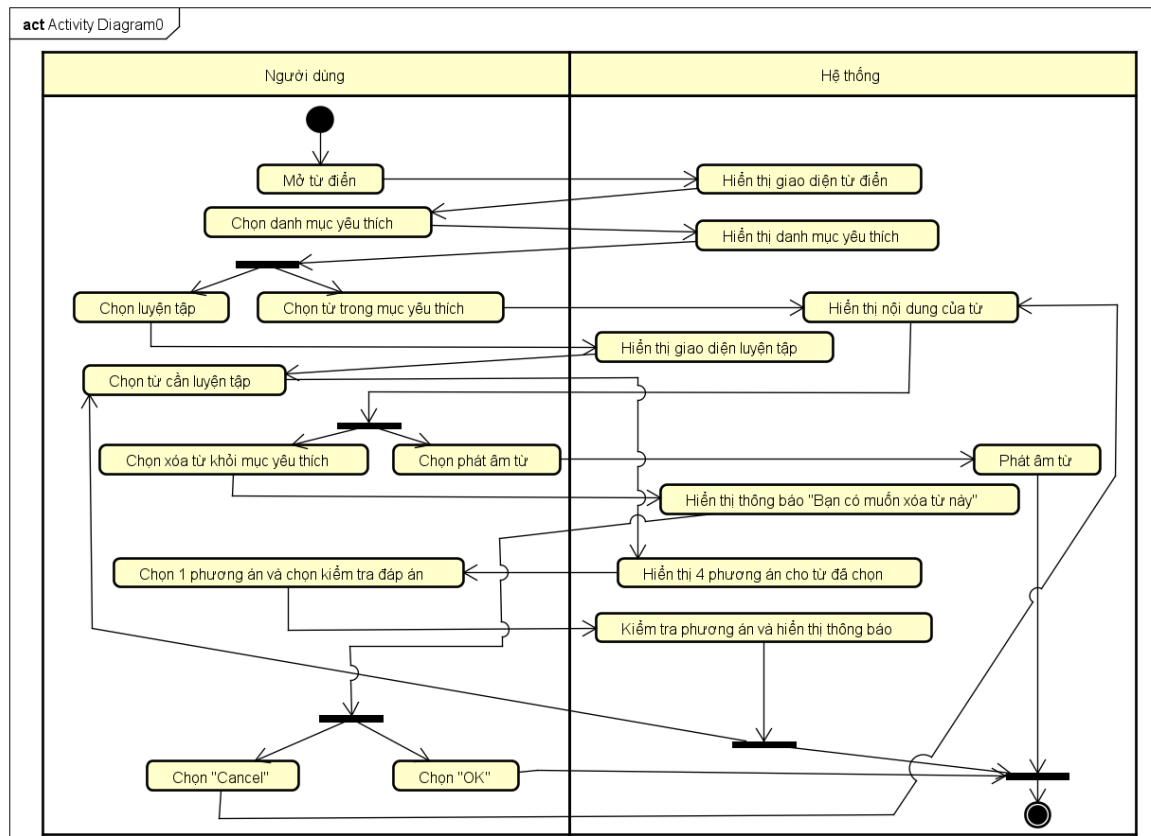 act Activity Diagram0
Người dùng
Hệ thống
Mở từ điển
Hiển thị giao diện từ điển
Chọn danh mục yêu thích
Hiển thị danh mục yêu thích
Chọn luyện tập
Chọn từ trong mục yêu thích
Hiển thị nội dung của từ
Hiển thị giao diện luyện tập
Chọn từ cần luyện tập
Chọn xóa từ khỏi mục yêu thích
Chọn phát âm từ
Phát âm từ
Hiển thị thông báo "Bạn có muốn xóa từ này"
Chọn 1 phương án và chọn kiểm tra đáp án
Hiển thị 4 phương án cho từ đã chọn
Kiểm tra phương án và hiển thị thông báo
Chọn "Cancel"
Chọn "OK"